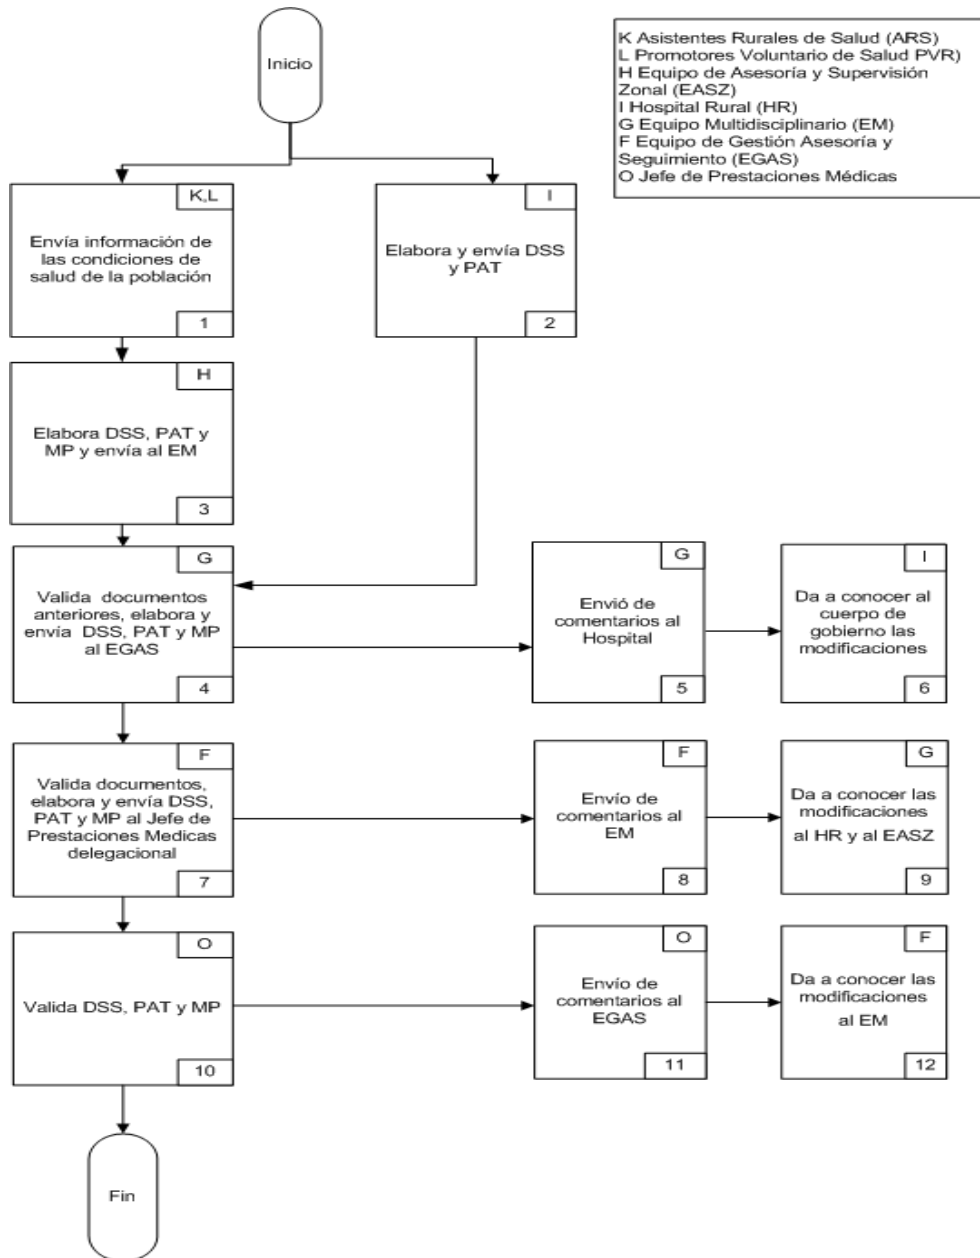 Inicio
K Asistentes Rurales de Salud (ARS)
L Promotores Voluntario de Salud PVR)
H Equipo de Asesoría y Supervisión
Zonal (EASZ)
I Hospital Rural (HR)
G Equipo Multidisciplinario (EM)
F Equipo de Gestión Asesoría y
Seguimiento (EGAS)
O Jefe de Prestaciones Médicas
K,L
Envía información de
las condiciones de
salud de la población
1
I
Elabora y envía DSS
y PAT
2
H
Elabora DSS, PAT y
MP y envía al EM
3
G
Valida documentos
anteriores, elabora y
envía DSS, PAT y MP
al EGAS
4
G
Envió de
comentarios al
Hospital
5
I
Da a conocer al
cuerpo de
gobierno las
modificaciones
6
F
Valida documentos,
elabora y envía DSS,
PAT y MP al Jefe de
Prestaciones Medicas
delegacional
7
F
Envío de
comentarios al
EM
8
G
Da a conocer las
modificaciones
al HR y al EASZ
9
O
Valida DSS, PAT y MP
10
O
Envío de
comentarios al
EGAS
11
F
Da a conocer las
modificaciones
al EM
12
Fin